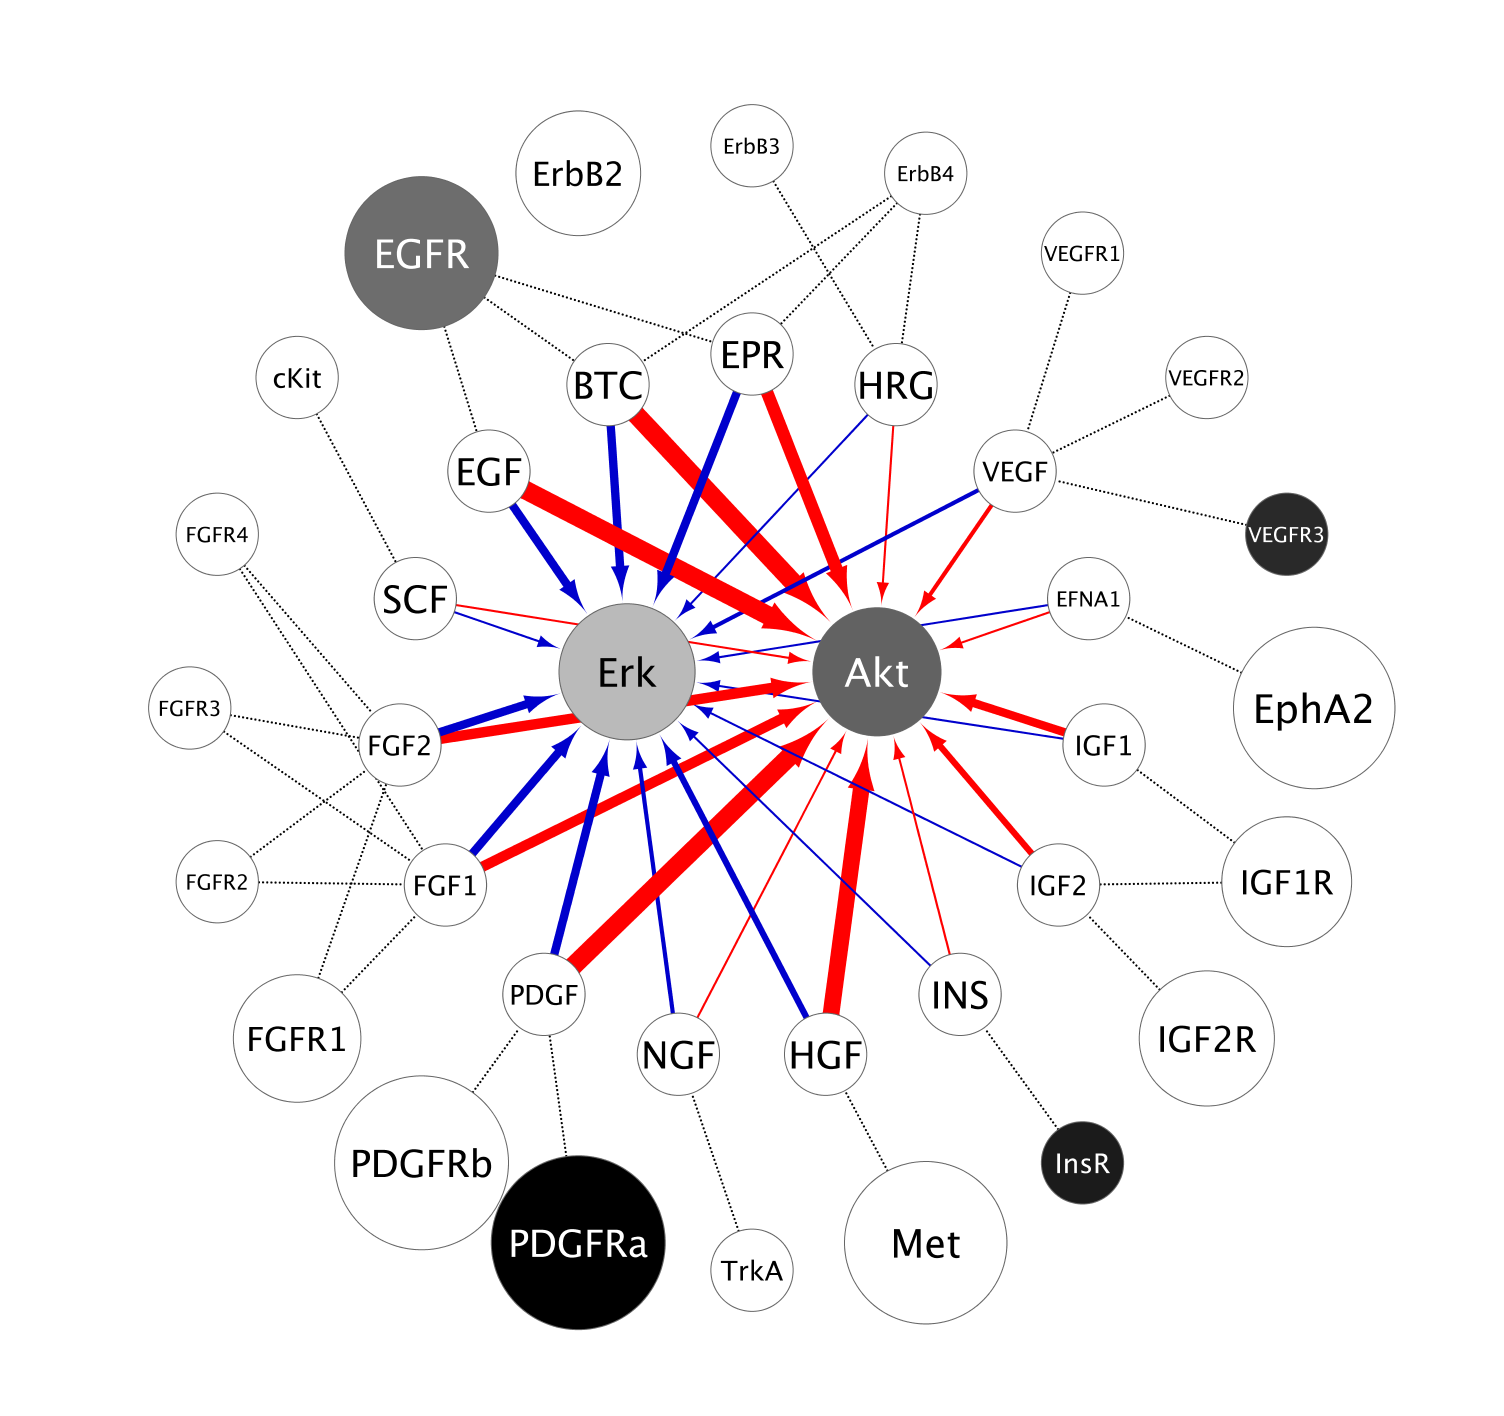 ErbB3
ErbB2
ErbB4
EGFR
VEGFR1
EPR
cKit
BTC
HRG
VEGFR2
EGF
VEGF
FGFR4
VEGFR3
SCF
EFNA1
Erk
Akt
FGFR3
EphA2
FGF2
IGF1
FGFR2
FGF1
IGF2
IGF1R
PDGF
INS
FGFR1
NGF
HGF
IGF2R
PDGFRb
InsR
PDGFRa
TrkA
Met